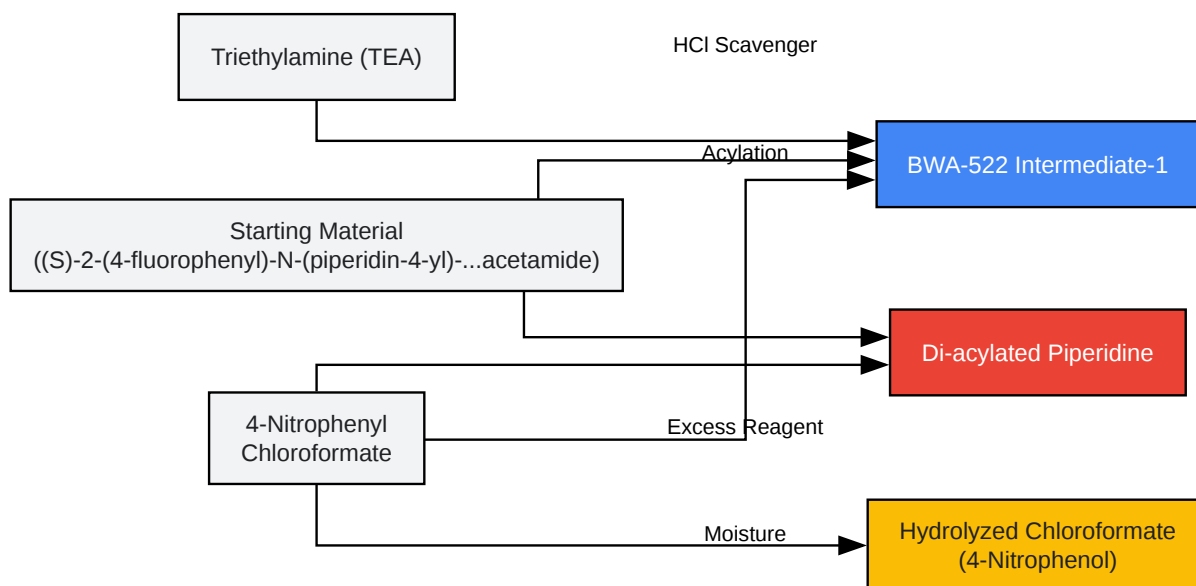 Triethylamine (TEA)
HCl Scavenger
Acylation
BWA-522 Intermediate-1
Starting Material
((S)-2-(4-fluorophenyl)-N-(piperidin-4-yl)-...acetamide)
Di-acylated Piperidine
4-Nitrophenyl
Chloroformate
Excess Reagent
Moisture
Hydrolyzed Chloroformate
(4-Nitrophenol)